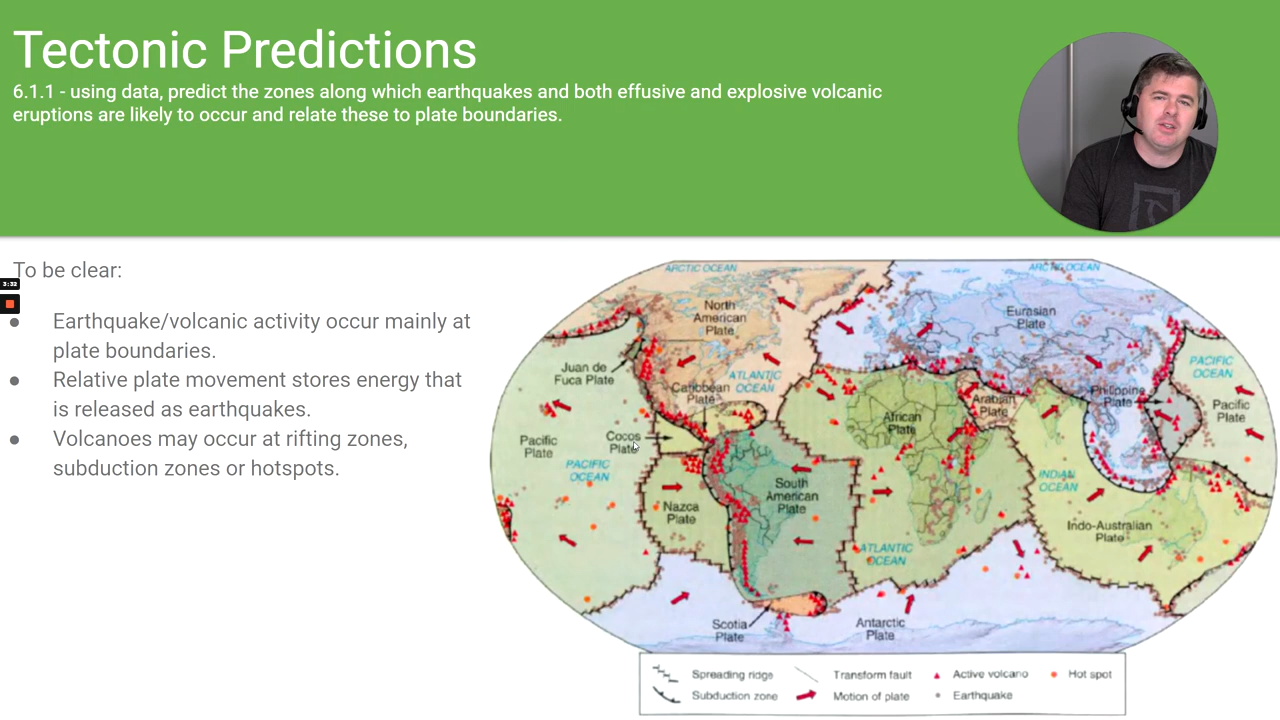 Tectonic Predictions
6.1.1 - using data, predict the zones along which earthquakes and both effusive and explosive volcanic
eruptions are likely to occur and relate these to plate boundaries.
To be clear:
3:32
● Earthquake/volcanic activity occur mainly at
plate boundaries.
● Relative plate movement stores energy that
is released as earthquakes.
● Volcanoes may occur at rifting zones,
subduction zones or hotspots.
ARCTIC OCEAN
ARCTIC OCEAN
North
American
Plate
Eurasian
Plate
Juan de
Fuca Plate
ATLANTIC
OCEAN
Caribbean
Plate
PACIFIC
OCEAN
Philippine
Plate
Arabian
Plate
African
Plate
Pacific
Plate
Cocos
Plate
Pacific
Plate
PACIFIC
OCEAN
INDIAN
OCEAN
South
American
Plate
Nazca
Plate
Indo-Australian
Plate
ATLANTIC
OCEAN
Scotia
Plate
Antarctic
Plate
Spreading ridge
Transform fault
Active volcano
Hot spot
Subduction zone
Motion of plate
Earthquake